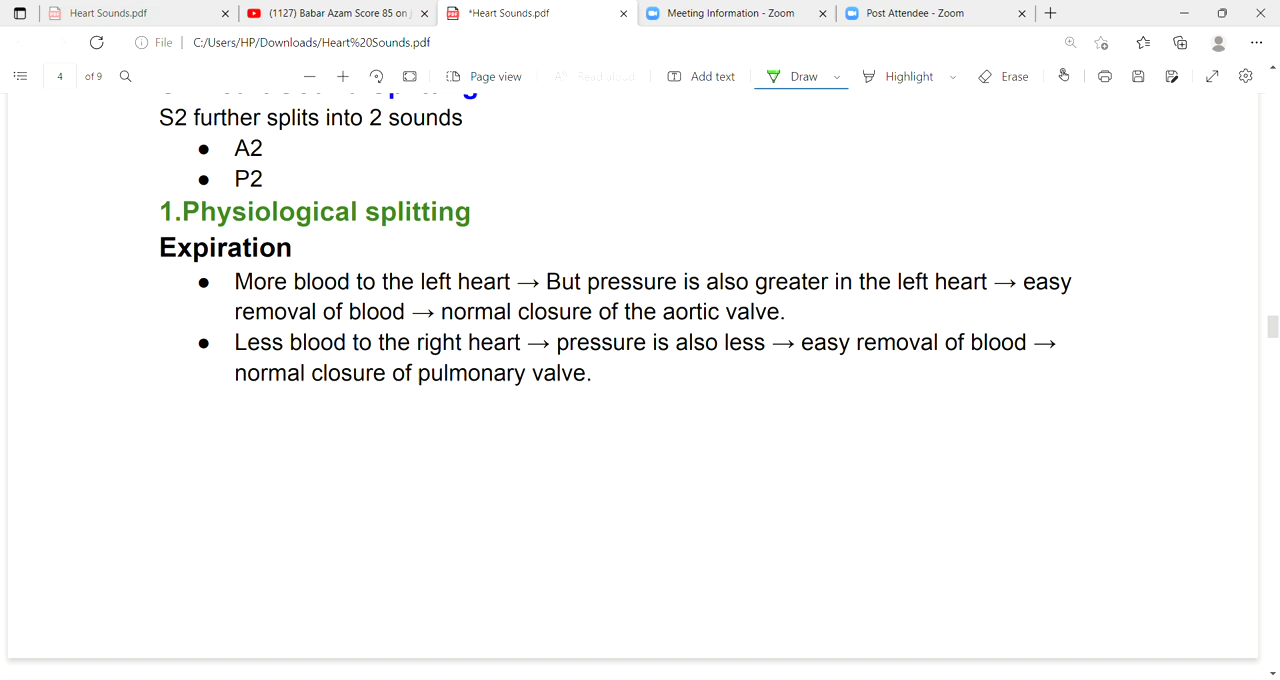 Heart Sounds.pdf
(1127) Babar Azam Score 85 on
*Heart Sounds.pdf
Meeting Information - Zoom
Post Attendee - Zoom
File
C:/Users/HP/Downloads/Heart%20Sounds.pdf
4 of 9
Page view
Read aloud
Add text
Draw
Highlight
Erase
S2 further splits into 2 sounds
● A2
● P2
1.Physiological splitting
Expiration
● More blood to the left heart → But pressure is also greater in the left heart → easy
removal of blood → normal closure of the aortic valve.
● Less blood to the right heart → pressure is also less → easy removal of blood →
normal closure of pulmonary valve.